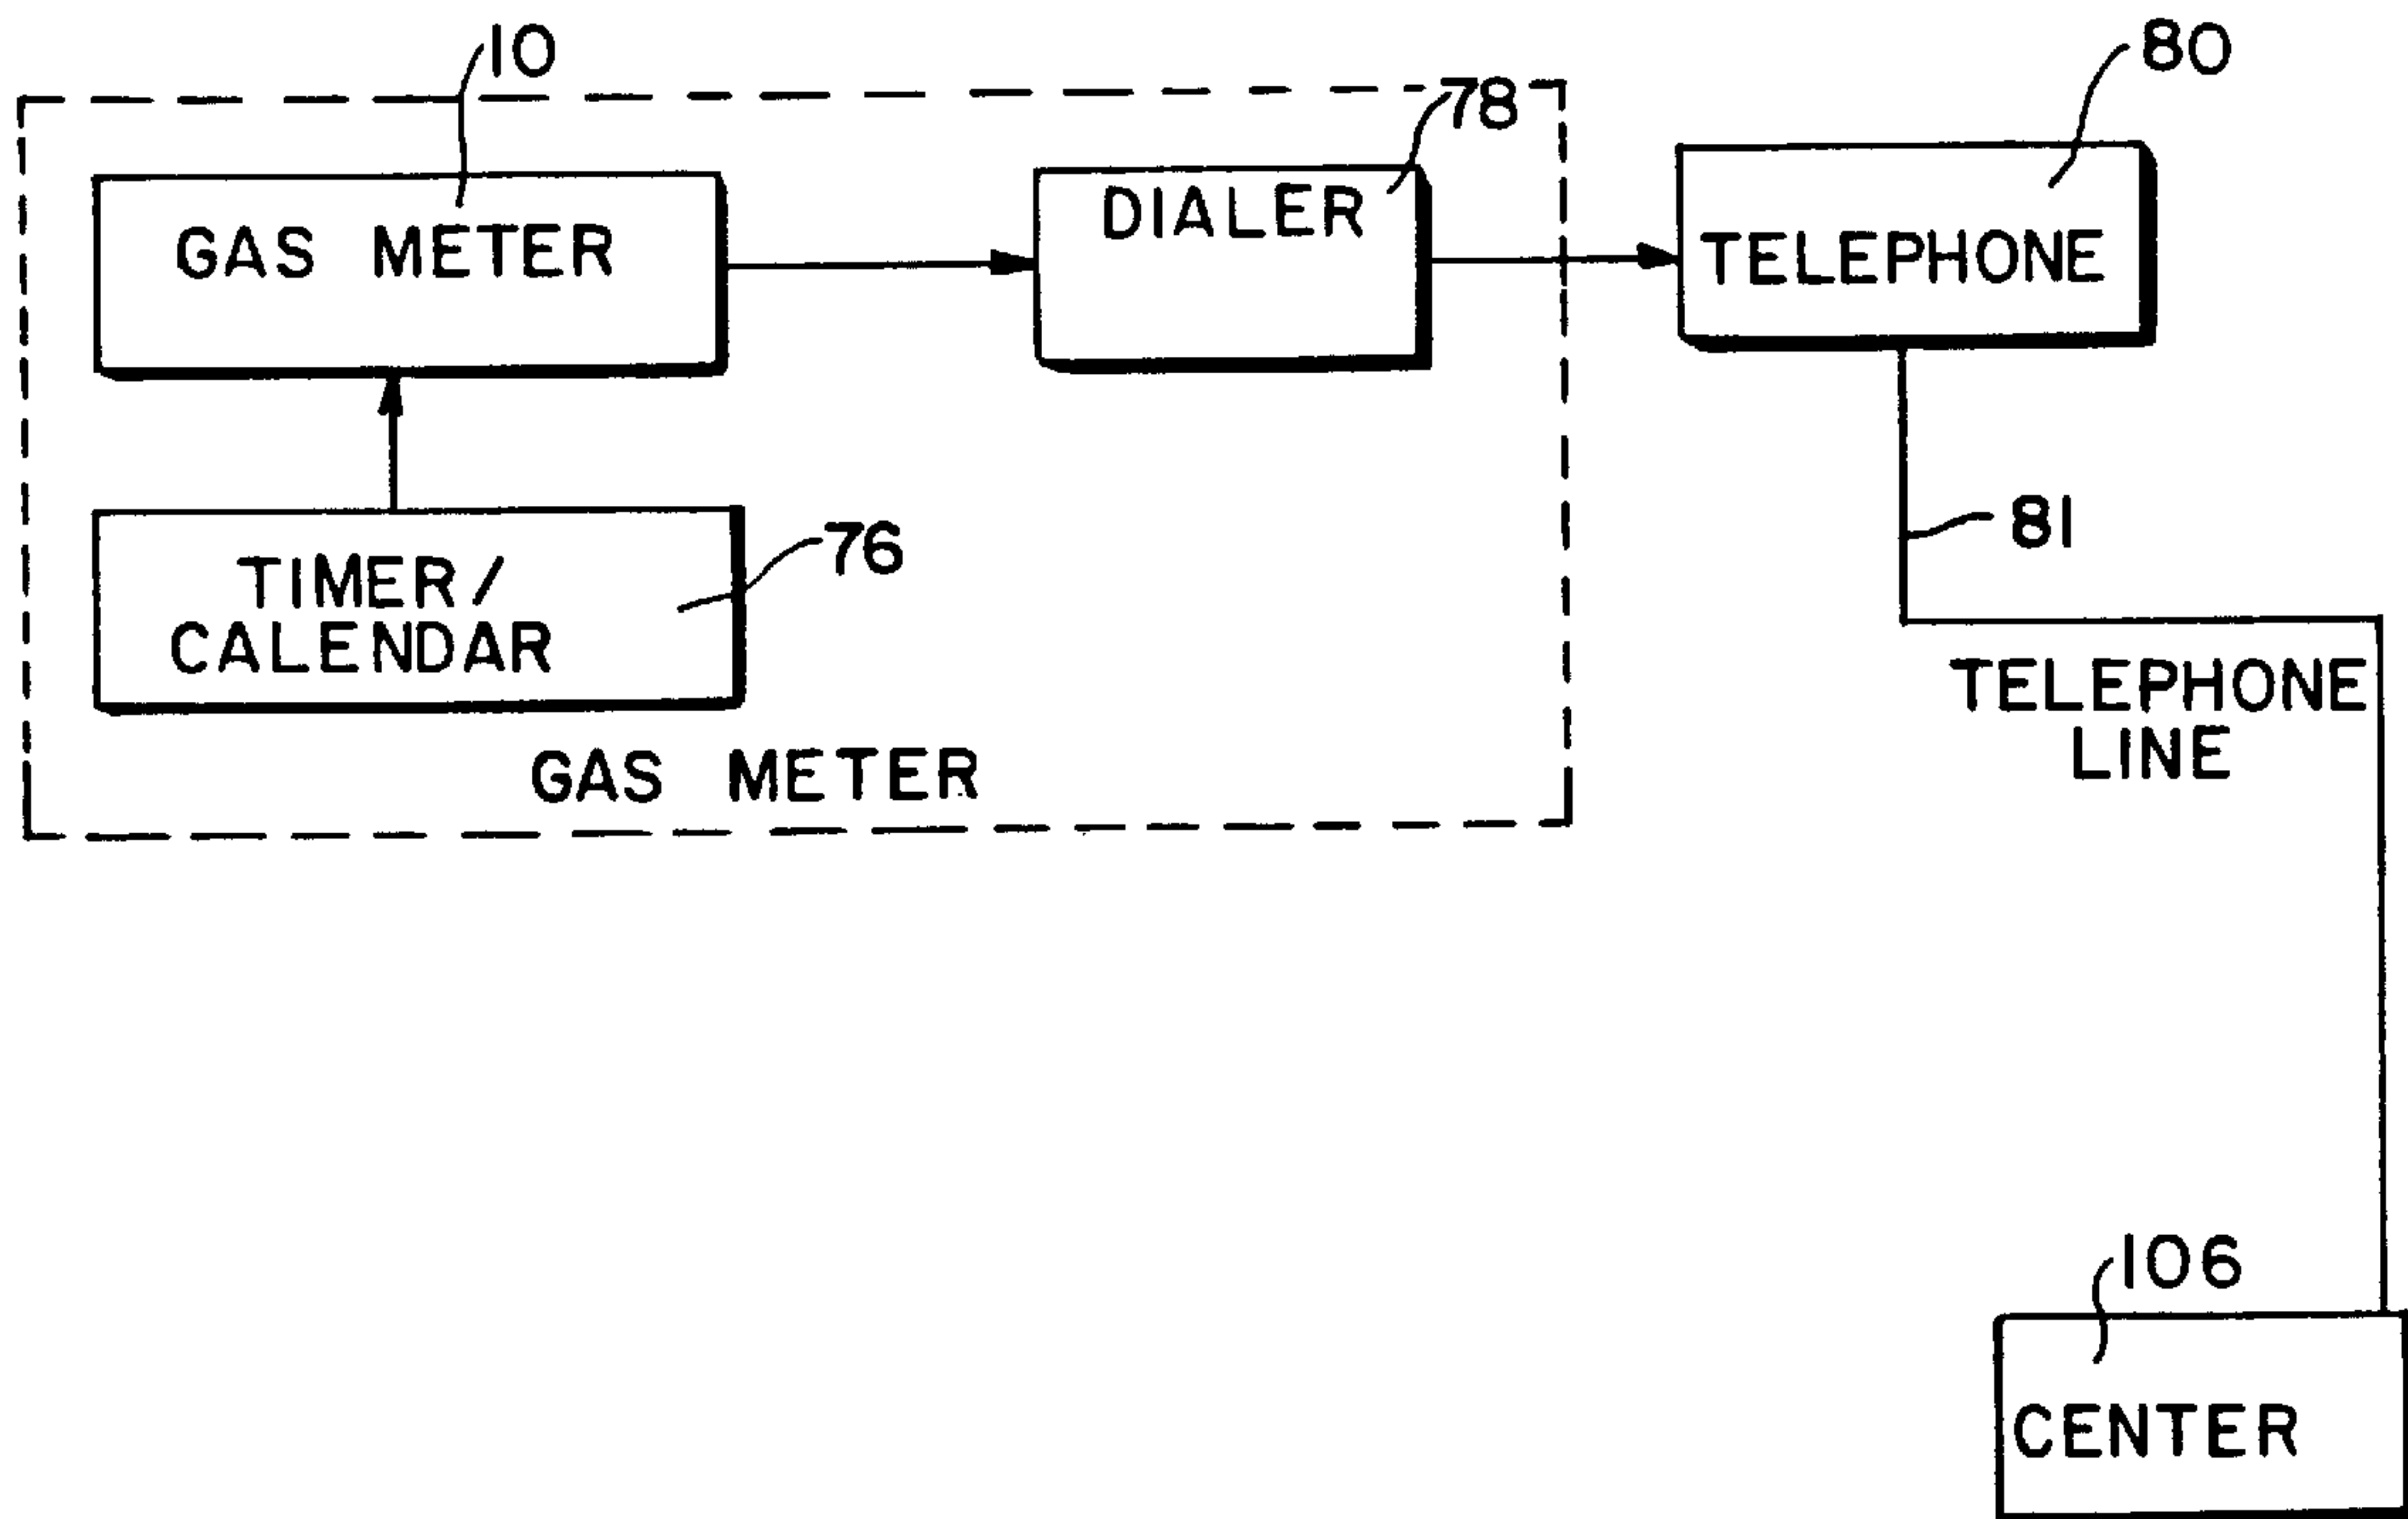 10
78
80
GAS METER
DIALER
TELEPHONE
81
TIMER/
CALENDAR
76
TELEPHONE
LINE
GAS METER
106
CENTER